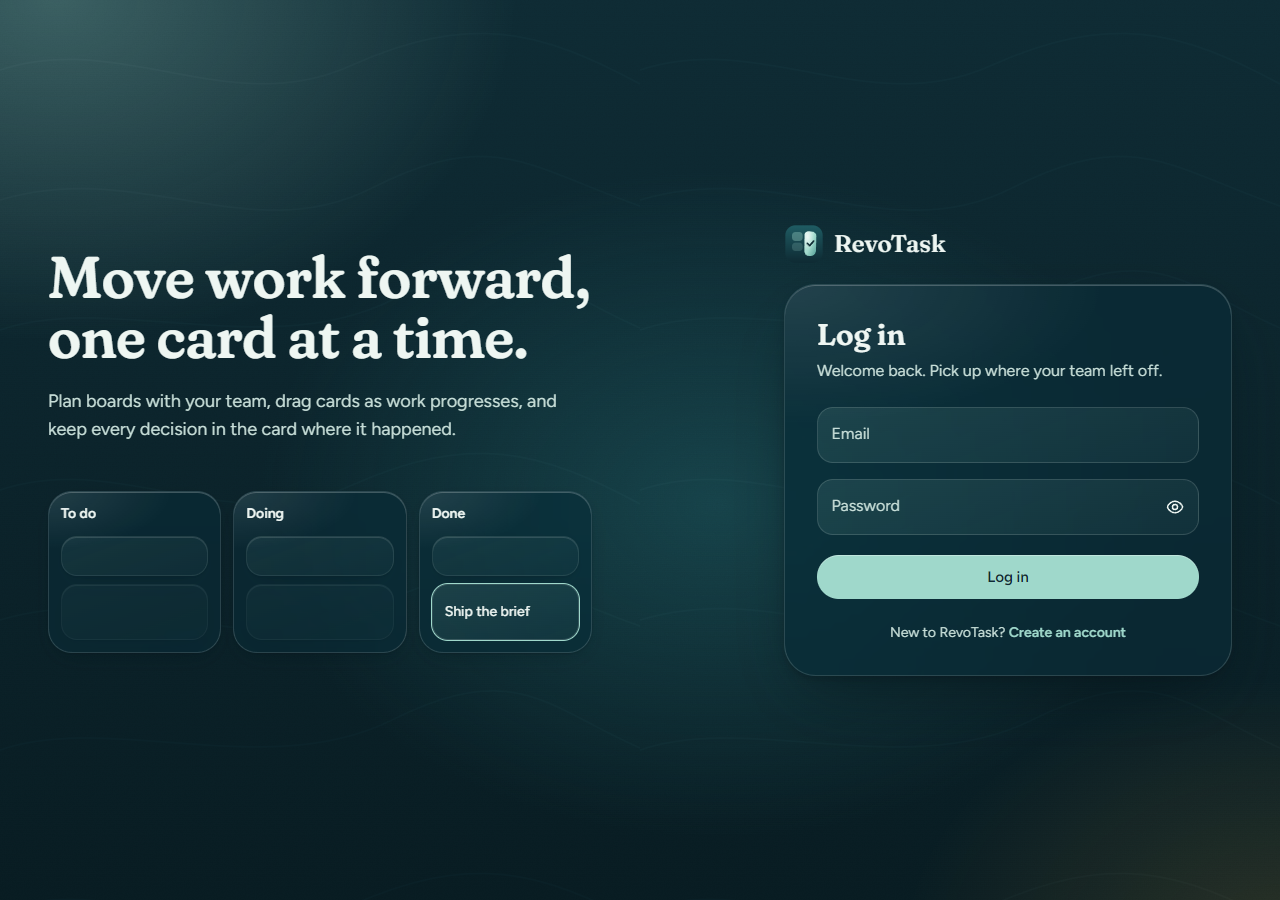 Move work forward,
one card at a time.
Plan boards with your team, drag cards as work progresses, and
keep every decision in the card where it happened.
To do
Doing
Done
Ship the brief
RevoTask
Log in
Welcome back. Pick up where your team left off.
Email
Password
Log in
New to RevoTask? Create an account